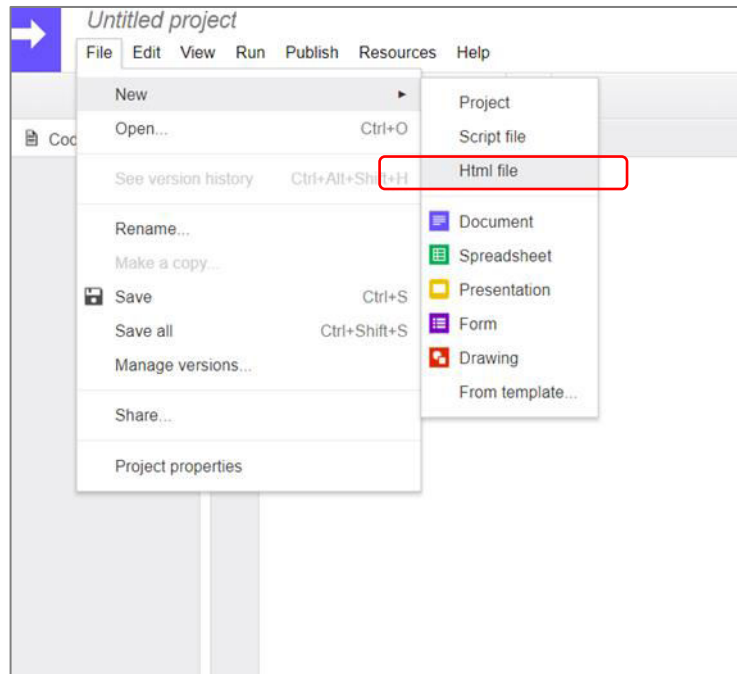 Untitled project
File Edit View Run Publish Resources Help
New
Open... Ctrl+O
See version history Ctrl+Alt+Shift+H
Rename...
Make a copy...
Save Ctrl+S
Save all Ctrl+Shift+S
Manage versions...
Share...
Project properties
Project
Script file
Html file
Document
Spreadsheet
Presentation
Form
Drawing
From template...